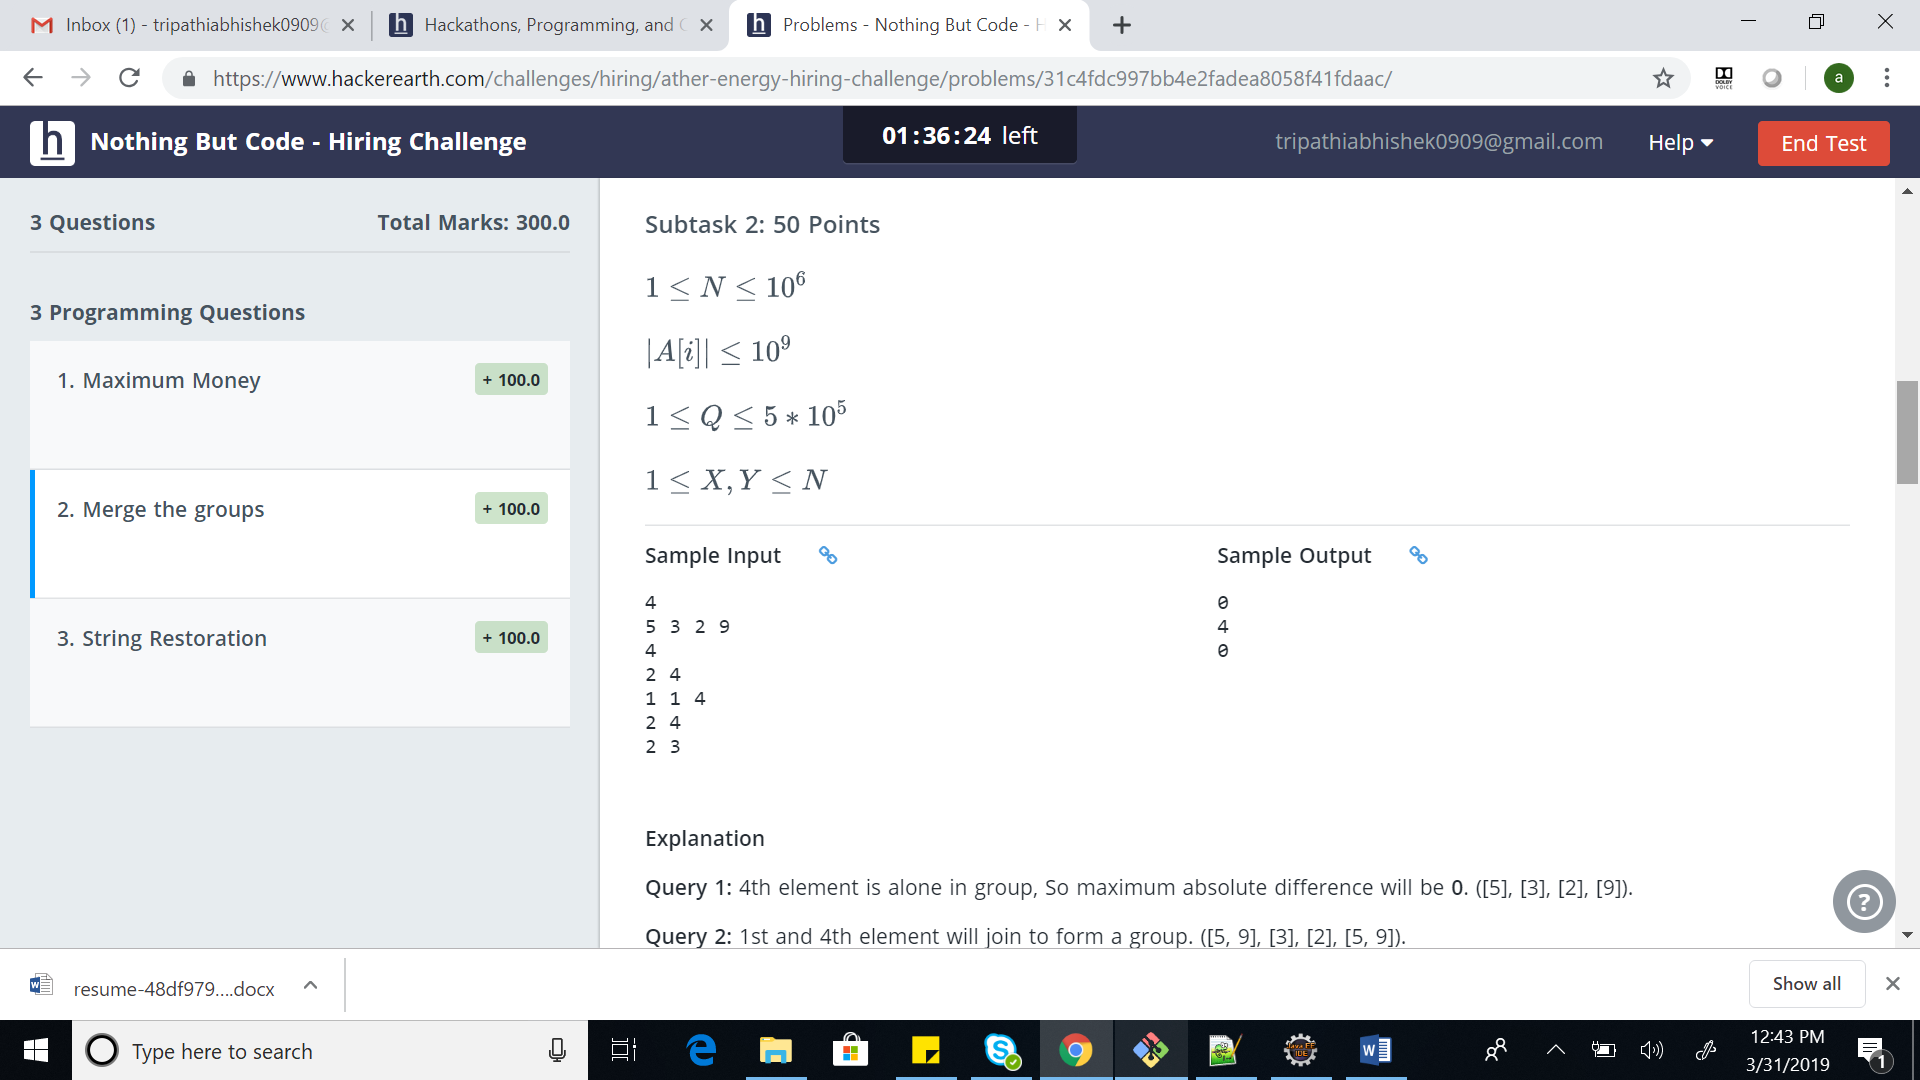 Inbox (1) - tripathiabhishek0909@
Hackathons, Programming, and C
Problems - Nothing But Code - H
https://www.hackerearth.com/challenges/hiring/ather-energy-hiring-challenge/problems/31c4fdc997bb4e2fadea8058f41fdaac/
DOLBY VOICE
a
h
Nothing But Code - Hiring Challenge
01:36:24 left
tripathiabhishek0909@gmail.com
Help
End Test
3 Questions
Total Marks: 300.0
3 Programming Questions
1. Maximum Money
+ 100.0
2. Merge the groups
+ 100.0
3. String Restoration
+ 100.0
Subtask 2: 50 Points
1 ≤ N ≤ 10⁶
|A[i]| ≤ 10⁹
1 ≤ Q ≤ 5 * 10⁵
1 ≤ X, Y ≤ N
Sample Input
4
5 3 2 9
4
2 4
1 1 4
2 4
2 3
Sample Output
0
4
0
Explanation
Query 1: 4th element is alone in group, So maximum absolute difference will be 0. ([5], [3], [2], [9]).
Query 2: 1st and 4th element will join to form a group. ([5, 9], [3], [2], [5, 9]).
?
resume-48df979....docx
Show all
Type here to search
12:43 PM
3/31/2019
1